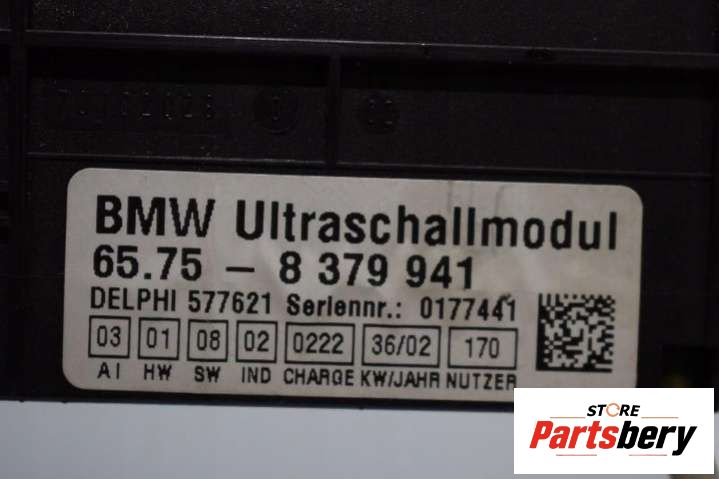 BMW Ultraschallmodul
65.75 – 8 379 941
DELPHI 577621 Seriennr.: 0177441
03 01 08 02 0222 36/02 170
AI HW SW IND CHARGE KW/JAHR NUTZER
STORE
Partsbery